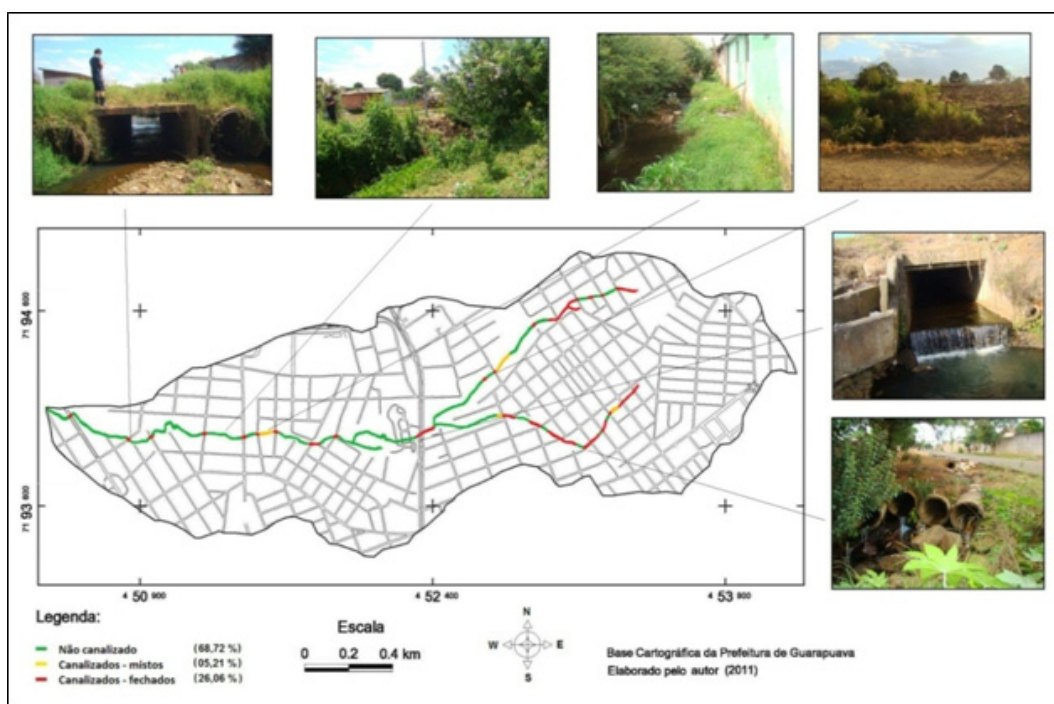 71 94 600
71 93 600
4 50 900
4 52 400
4 53 900
Legenda:
Não canalizado (68,72 %)
Canalizados - mistos (05,21 %)
Canalizados - fechados (26,06 %)
Escala
0 0.2 0.4 km
N
W E
S
Base Cartográfica da Prefeitura de Guarapuava
Elaborado pelo autor (2011)